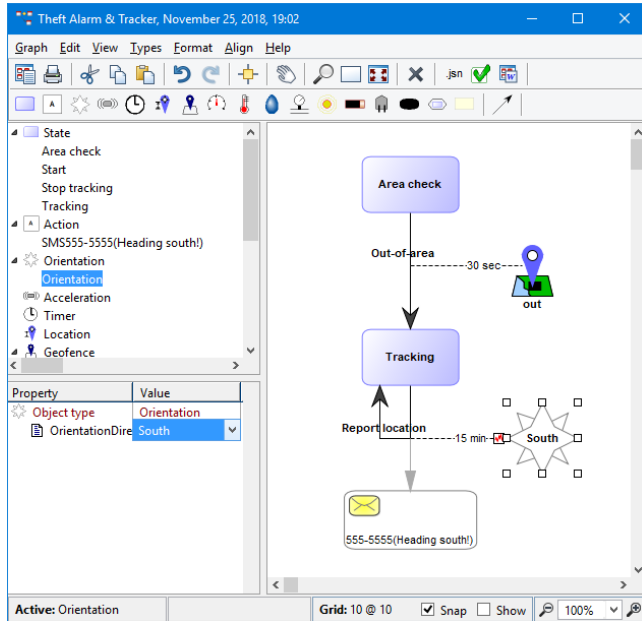 Theft Alarm & Tracker, November 25, 2018, 19:02
Graph Edit View Types Format Align Help
.jsn
W
A
State
Area check
Start
Stop tracking
Tracking
A Action
SMS555-5555(Heading south!)
Orientation
Orientation
Acceleration
Timer
Location
Geofence
Property Value
Object type Orientation
OrientationDire South
Area check
Out-of-area
30 sec
out
Tracking
Report location
15 min
South
555-5555(Heading south!)
Active: Orientation Grid: 10 @ 10 Snap Show 100%